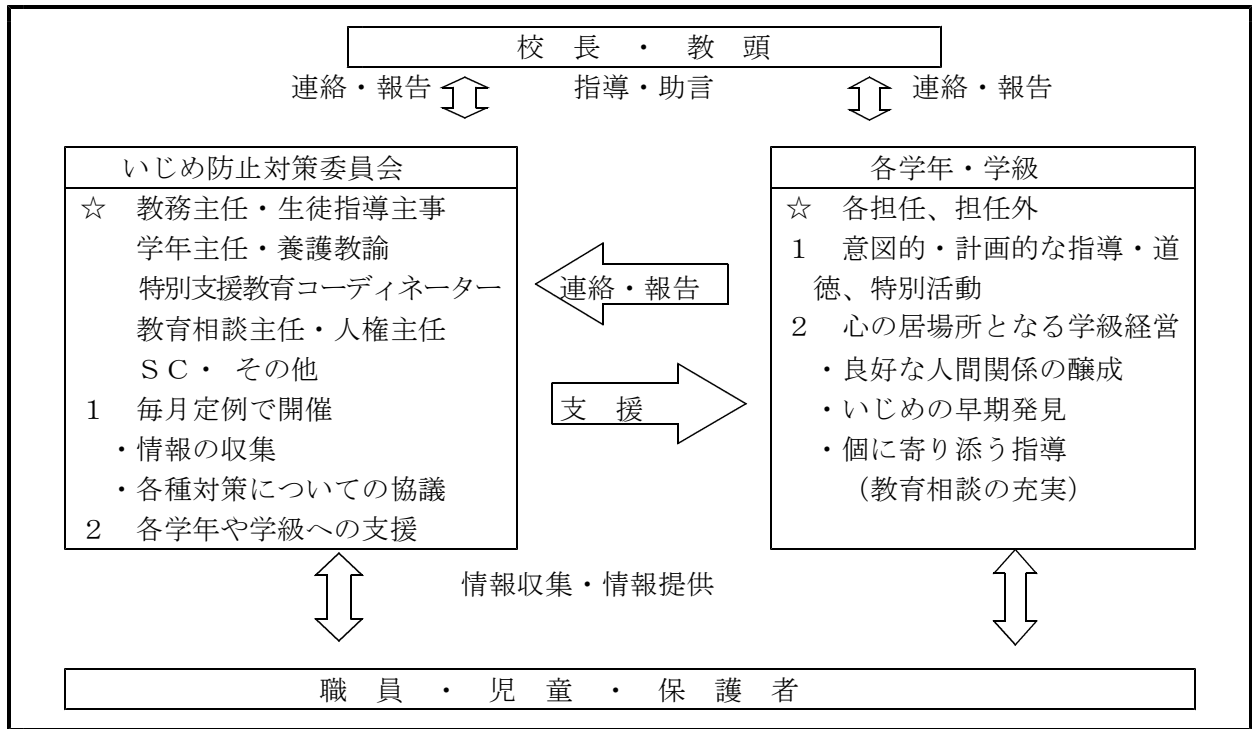 校 長 ・ 教 頭
連絡・報告
指導・助言
連絡・報告
いじめ防止対策委員会
☆ 教務主任・生徒指導主事
学年主任・養護教諭
特別支援教育コーディネーター
教育相談主任・人権主任
ＳＣ・ その他
１ 毎月定例で開催
・情報の収集
・各種対策についての協議
２ 各学年や学級への支援
連絡・報告
支 援
各学年・学級
☆ 各担任、担任外
１ 意図的・計画的な指導・道
徳、特別活動
２ 心の居場所となる学級経営
・良好な人間関係の醸成
・いじめの早期発見
・個に寄り添う指導
（教育相談の充実）
情報収集・情報提供
職 員 ・ 児 童 ・ 保 護 者